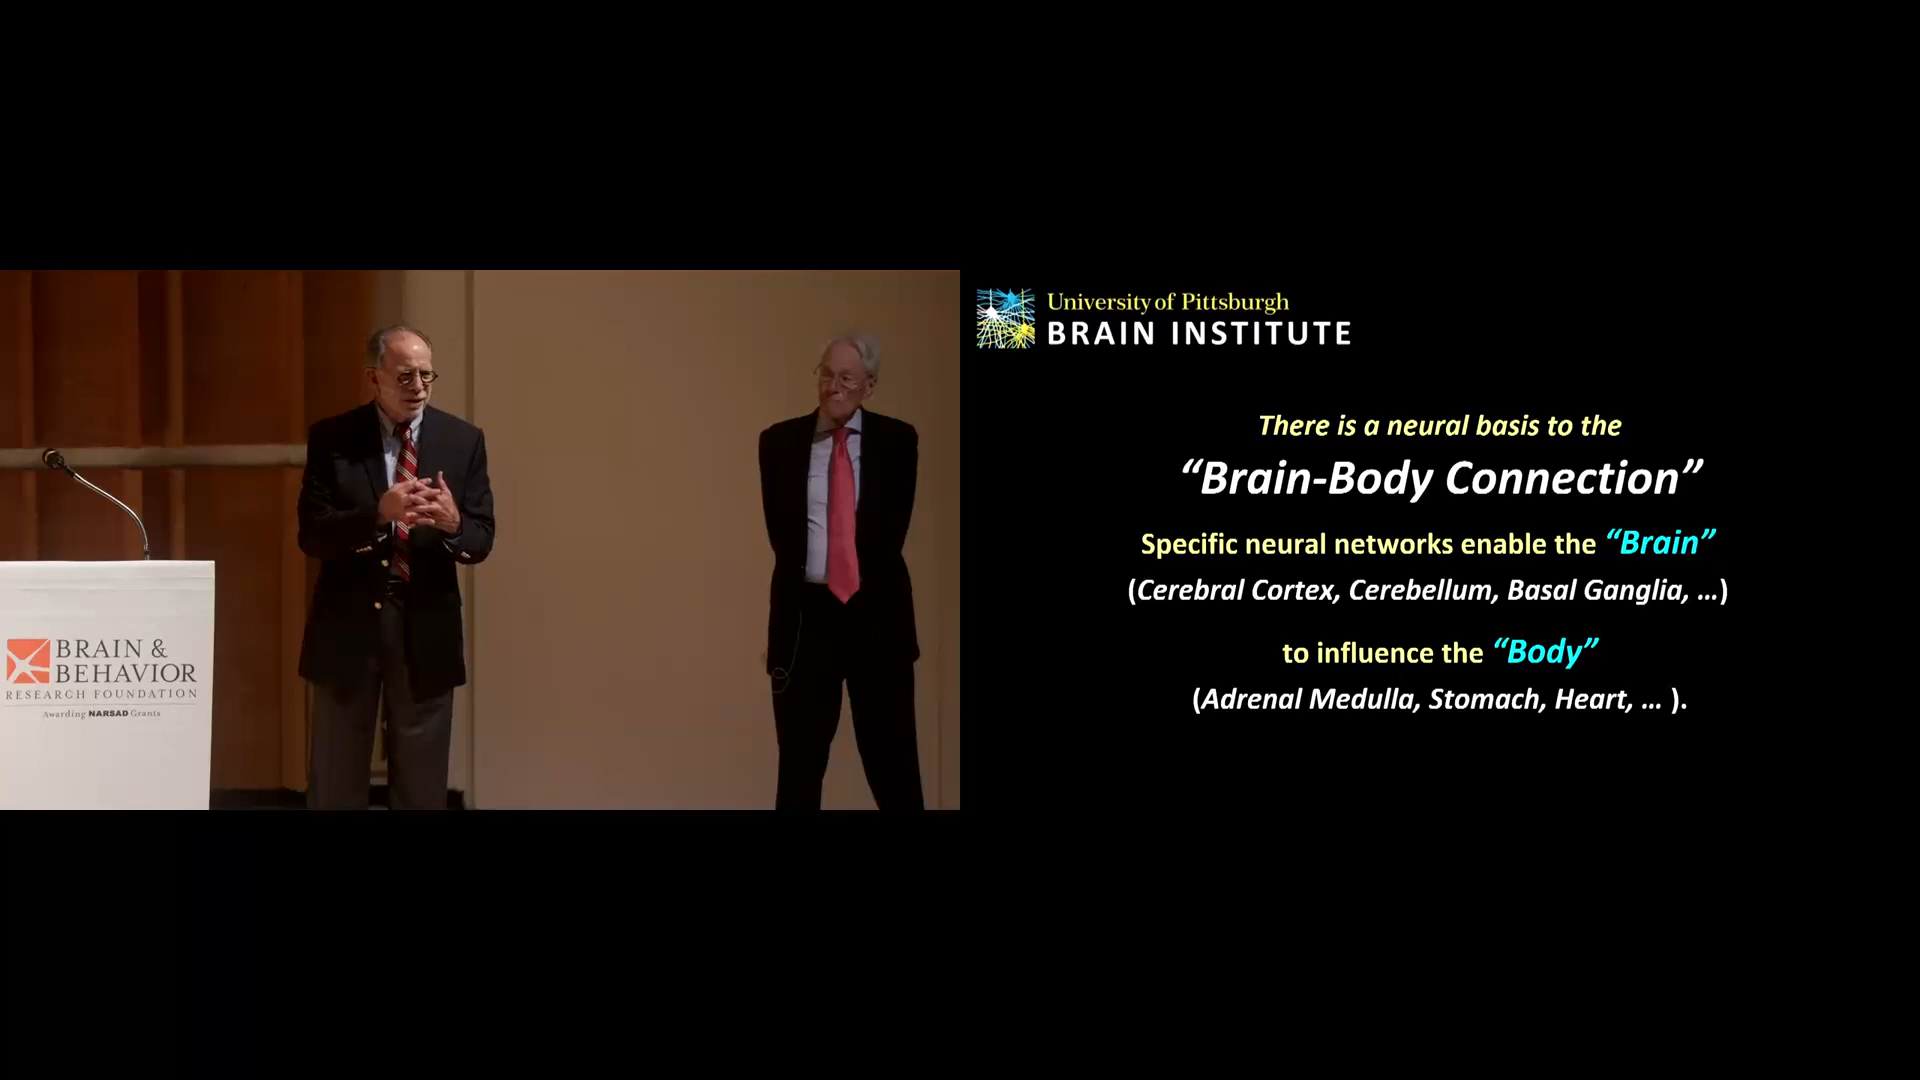 BRAIN &
BEHAVIOR
RESEARCH FOUNDATION
Awarding NARSAD Grants
University of Pittsburgh
BRAIN INSTITUTE
There is a neural basis to the
“Brain-Body Connection”
Specific neural networks enable the “Brain”
(Cerebral Cortex, Cerebellum, Basal Ganglia, …)
to influence the “Body”
(Adrenal Medulla, Stomach, Heart, … ).